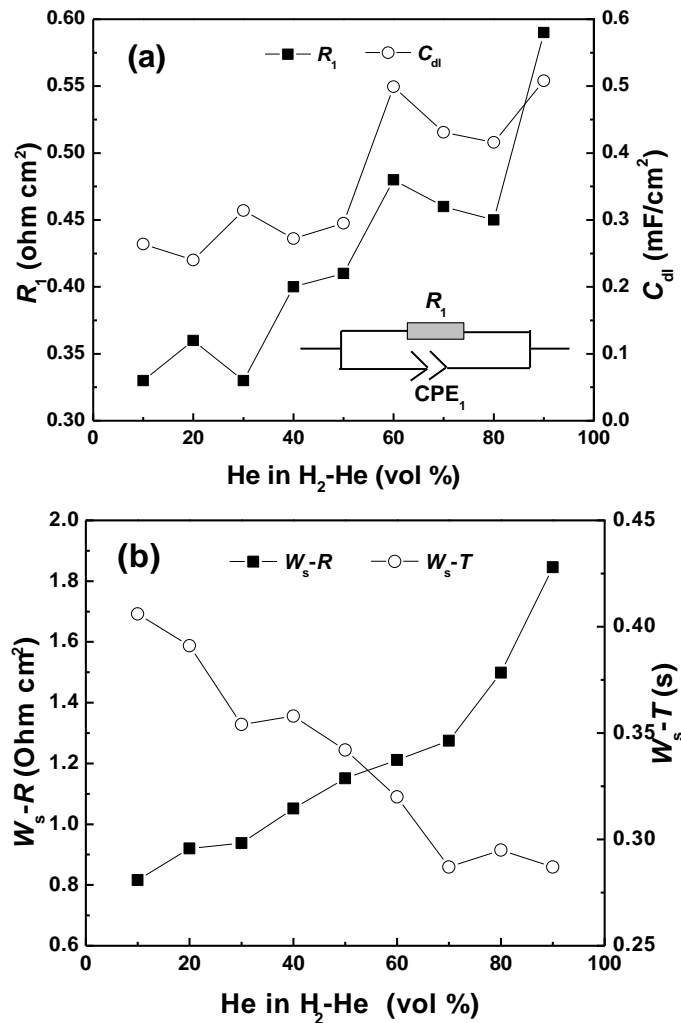 (a)
R₁
C_dl
0.60
0.55
0.50
0.45
0.40
0.35
0.30
R₁ (ohm cm²)
0.6
0.5
0.4
0.3
0.2
0.1
0.0
C_dl (mF/cm²)
R₁
CPE₁
0 20 40 60 80 100
He in H₂-He (vol %)
(b)
Wₛ-R
Wₛ-T
2.0
1.8
1.6
1.4
1.2
1.0
0.8
0.6
Wₛ-R (Ohm cm²)
0.45
0.40
0.35
0.30
0.25
Wₛ-T (s)
0 20 40 60 80 100
He in H₂-He (vol %)